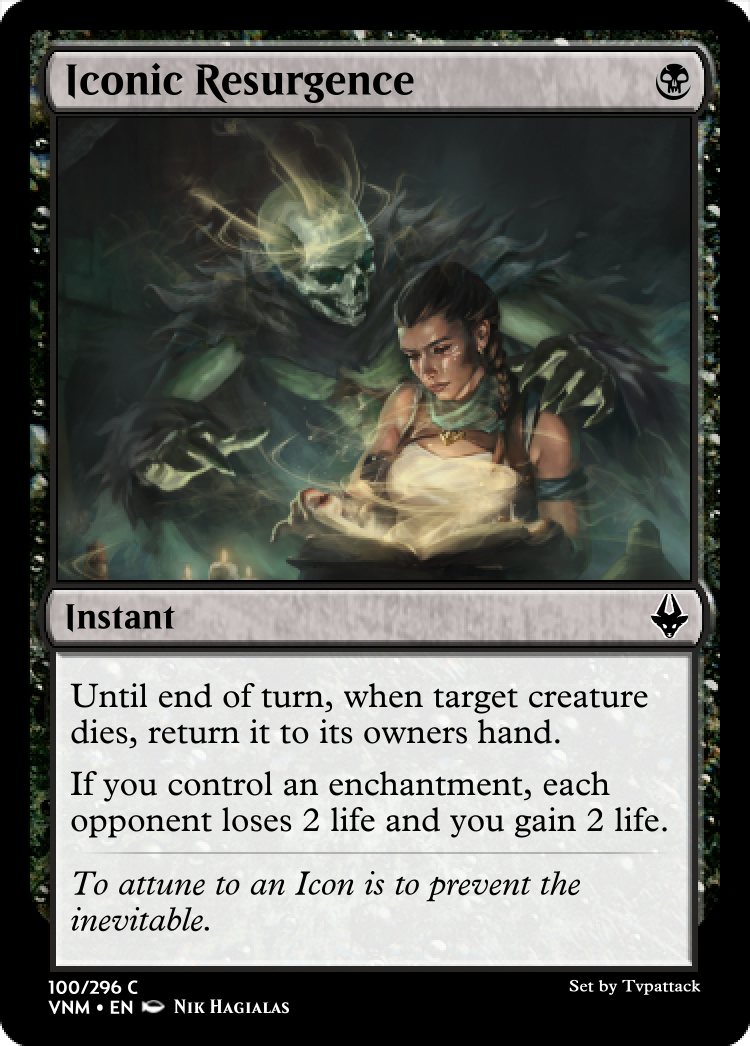 Iconic Resurgence
Instant
Until end of turn, when target creature
dies, return it to its owners hand.
If you control an enchantment, each
opponent loses 2 life and you gain 2 life.
To attune to an Icon is to prevent the
inevitable.
100/296 C
Set by Tvpattack
VNM • EN Nik Hagialas